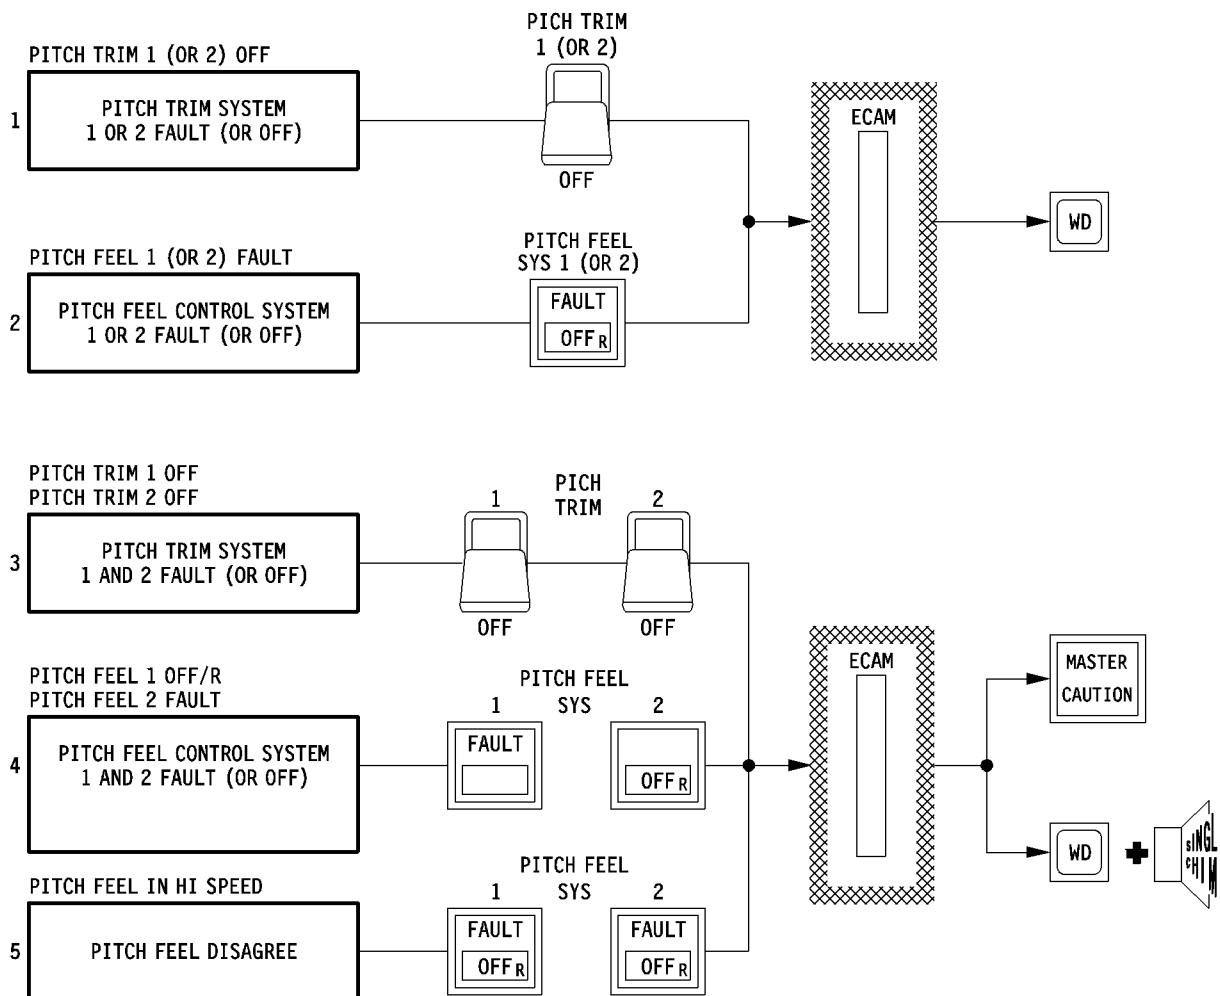 PICH TRIM
1 (OR 2)
PITCH TRIM 1 (OR 2) OFF
1
PITCH TRIM SYSTEM
1 OR 2 FAULT (OR OFF)
OFF
ECAM
WD
PITCH FEEL 1 (OR 2) FAULT
PITCH FEEL
SYS 1 (OR 2)
2
PITCH FEEL CONTROL SYSTEM
1 OR 2 FAULT (OR OFF)
FAULT
OFF R
PITCH TRIM 1 OFF
PITCH TRIM 2 OFF
1
PICH
TRIM
2
3
PITCH TRIM SYSTEM
1 AND 2 FAULT (OR OFF)
OFF
OFF
ECAM
MASTER
CAUTION
PITCH FEEL 1 OFF/R
PITCH FEEL 2 FAULT
PITCH FEEL
1 SYS 2
4
PITCH FEEL CONTROL SYSTEM
1 AND 2 FAULT (OR OFF)
FAULT
OFF R
WD
SINGL
CHIM
PITCH FEEL IN HI SPEED
PITCH FEEL
1 SYS 2
5
PITCH FEEL DISAGREE
FAULT
OFF R
FAULT
OFF R